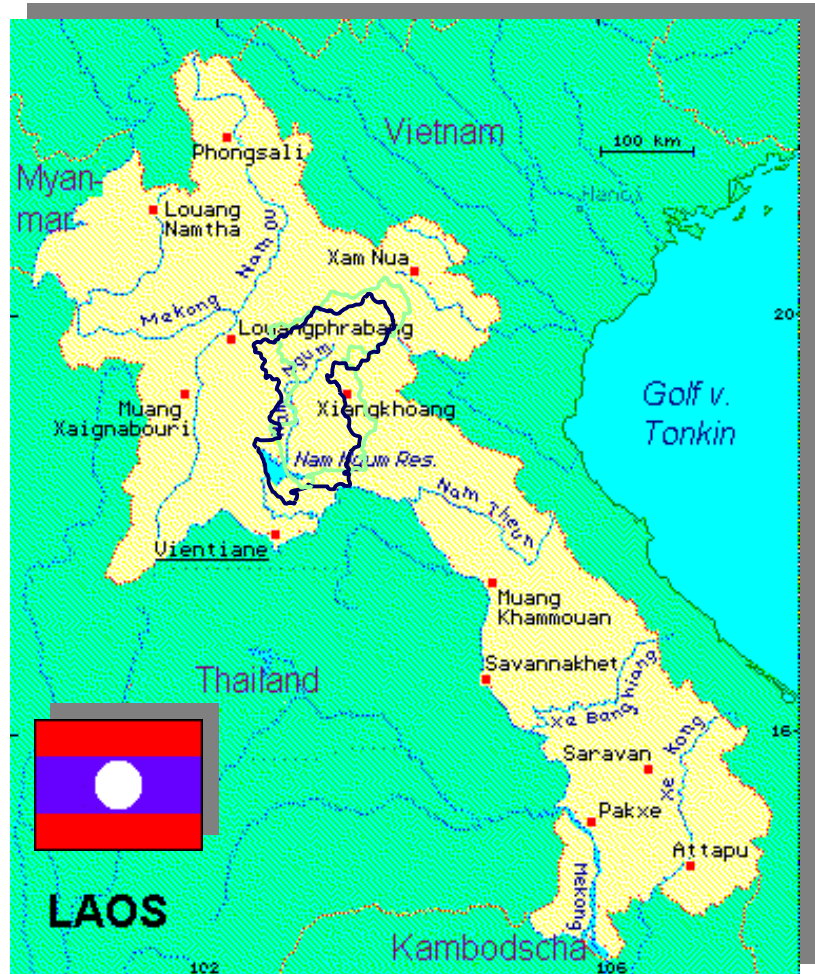 Vietnam
100 km
Phongsali
Myan-
mar
Louang
Namtha
Hanoi
Nam Ou
Xam Nua
Mekong
20
Louangphrabang
Ngum
Nam
Muang
Xaignabouri
Xiangkhoang
Golf v.
Tonkin
Nam Ngum Res.
Nam Theun
Vientiane
Muang
Khammouan
Savannakhet
Xe Banghiang
Thailand
16
Saravan
Xe Kong
Pakxe
Attapu
Mekong
LAOS
Kambodscha
102
106